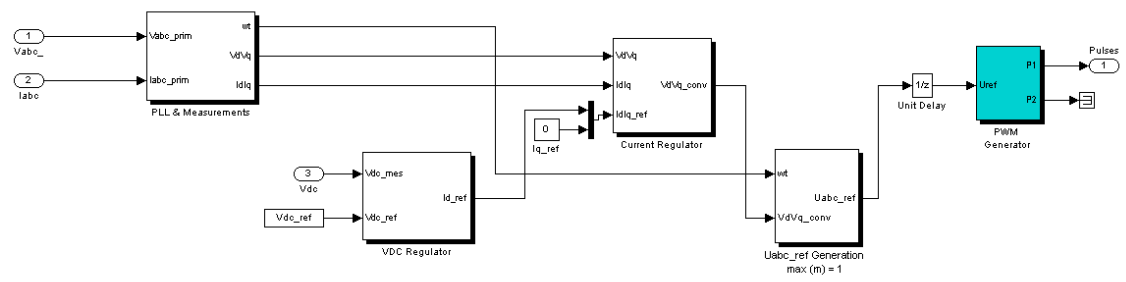 1
Vabc_
2
Iabc
Vabc_prim
Iabc_prim
wt
VdVq
IdIq
PLL & Measurements
3
Vdc
Vdc_ref
Vdc_mes
Vdc_ref
Id_ref
VDC Regulator
0
Iq_ref
VdVq
IdIq
IdIq_ref
VdVq_conv
Current Regulator
wt
VdVq_conv
Uabc_ref
Uabc_ref Generation
max (m) = 1
1/z
Unit Delay
Uref
P1
P2
PWM
Generator
Pulses
1